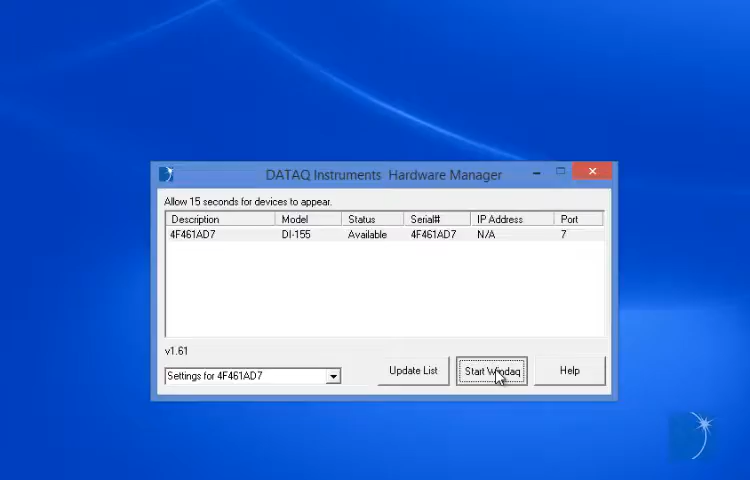 DATAQ Instruments Hardware Manager
Allow 15 seconds for devices to appear.
Description Model Status Serial# IP Address Port
4F461AD7 DI-155 Available 4F461AD7 N/A 7
v1.61
Settings for 4F461AD7 Update List Start Windaq Help